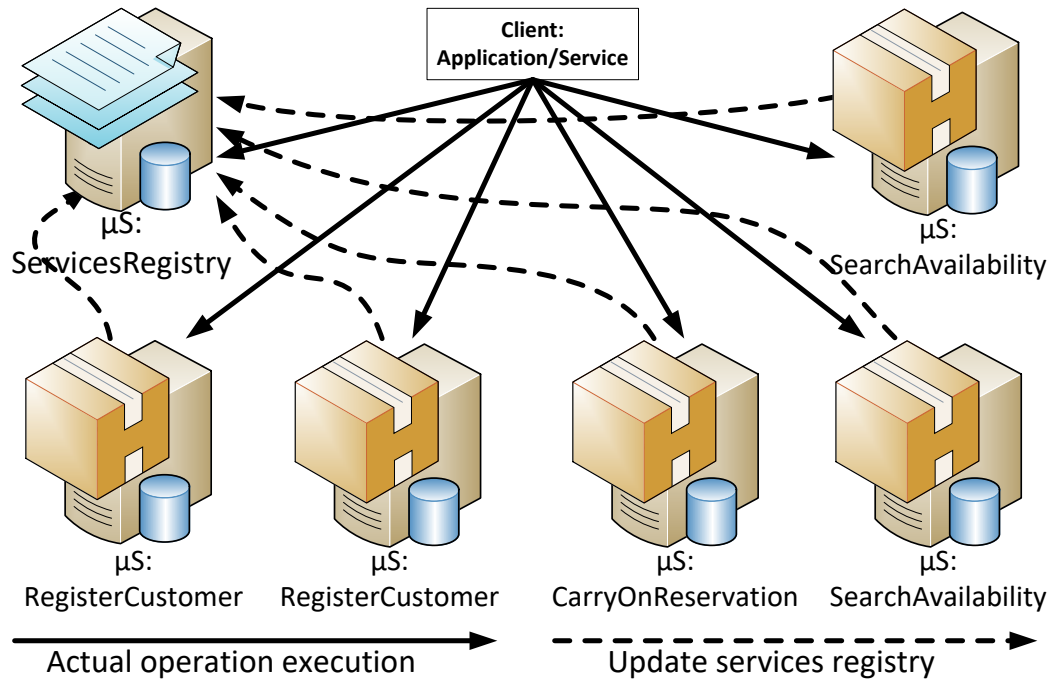 Client:
Application/Service
µS:
ServicesRegistry
µS:
SearchAvailability
µS:
RegisterCustomer
µS:
RegisterCustomer
µS:
CarryOnReservation
µS:
SearchAvailability
Actual operation execution
Update services registry